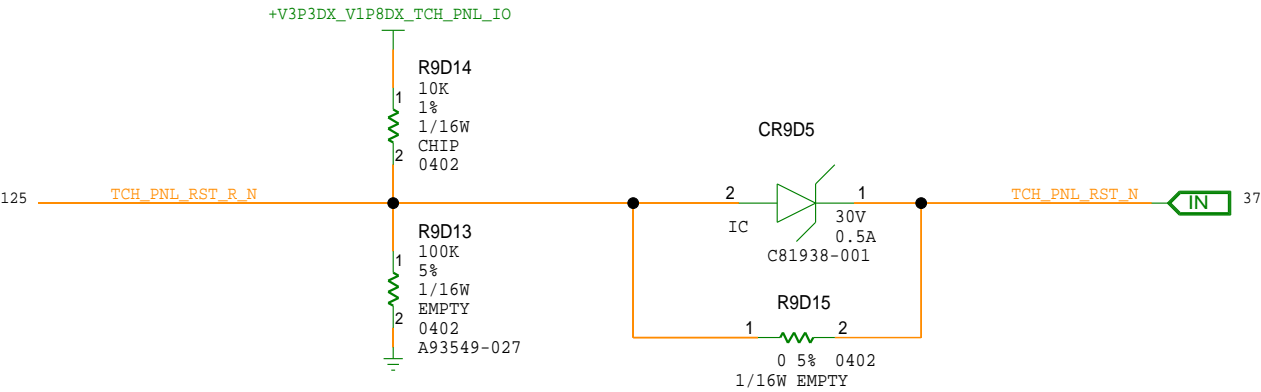 +V3P3DX_V1P8DX_TCH_PNL_IO
R9D14
1
10K
1%
1/16W
CHIP
2
0402
125
TCH_PNL_RST_R_N
R9D13
1
100K
5%
1/16W
EMPTY
2
0402
A93549-027
CR9D5
2
1
IC
30V
0.5A
C81938-001
R9D15
1
2
0 5% 0402
1/16W EMPTY
TCH_PNL_RST_N
IN
37